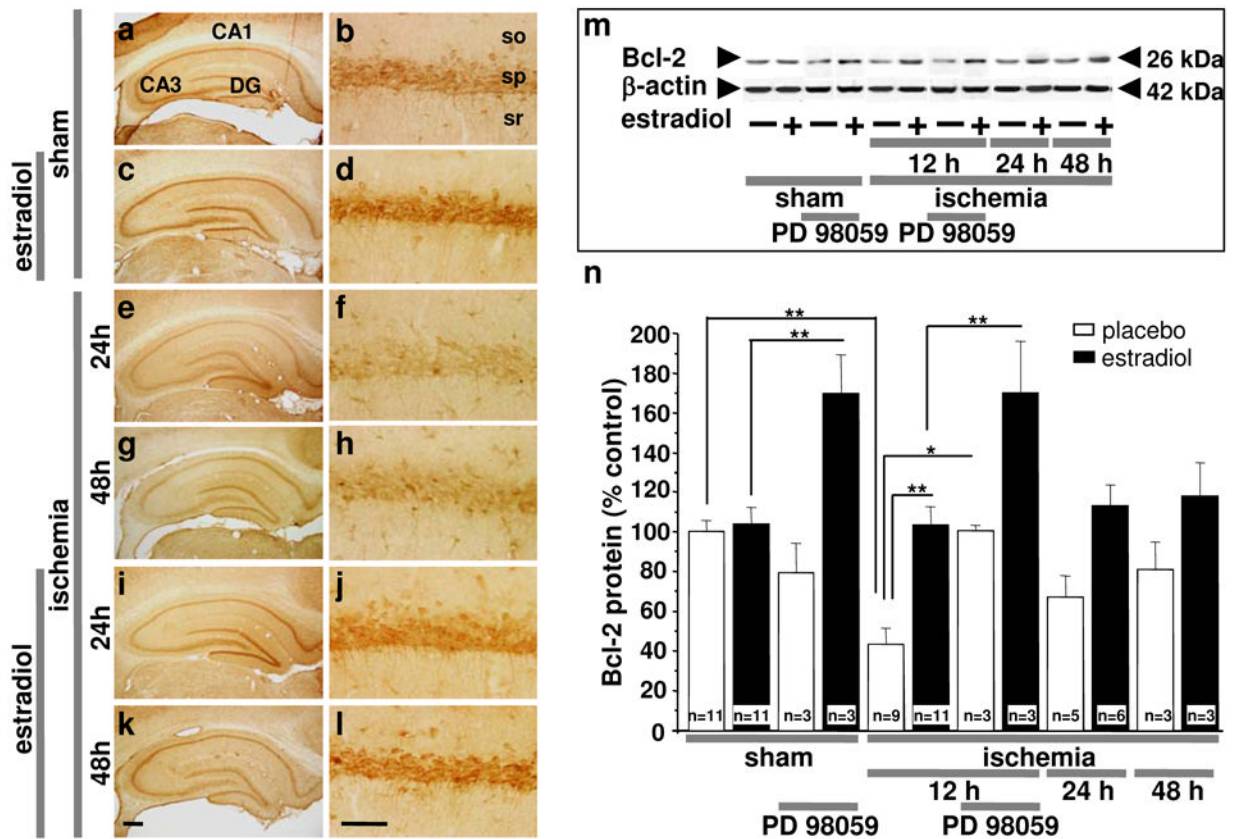 a
CA1
CA3
DG
b
so
sp
sr
c
d
sham
estradiol
e
f
24h
g
h
48h
ischemia
i
j
24h
estradiol
k
l
48h
m
Bcl-2
26 kDa
β-actin
42 kDa
estradiol
− + − + − + − + − + − +
12 h 24 h 48 h
sham ischemia
PD 98059 PD 98059
n
Bcl-2 protein (% control)
200
180
160
140
120
100
80
60
40
20
0
placebo
estradiol
**
**
**
*
**
n=11 n=11 n=3 n=3 n=9 n=11 n=3 n=3 n=5 n=6 n=3 n=3
sham ischemia
12 h 24 h 48 h
PD 98059 PD 98059